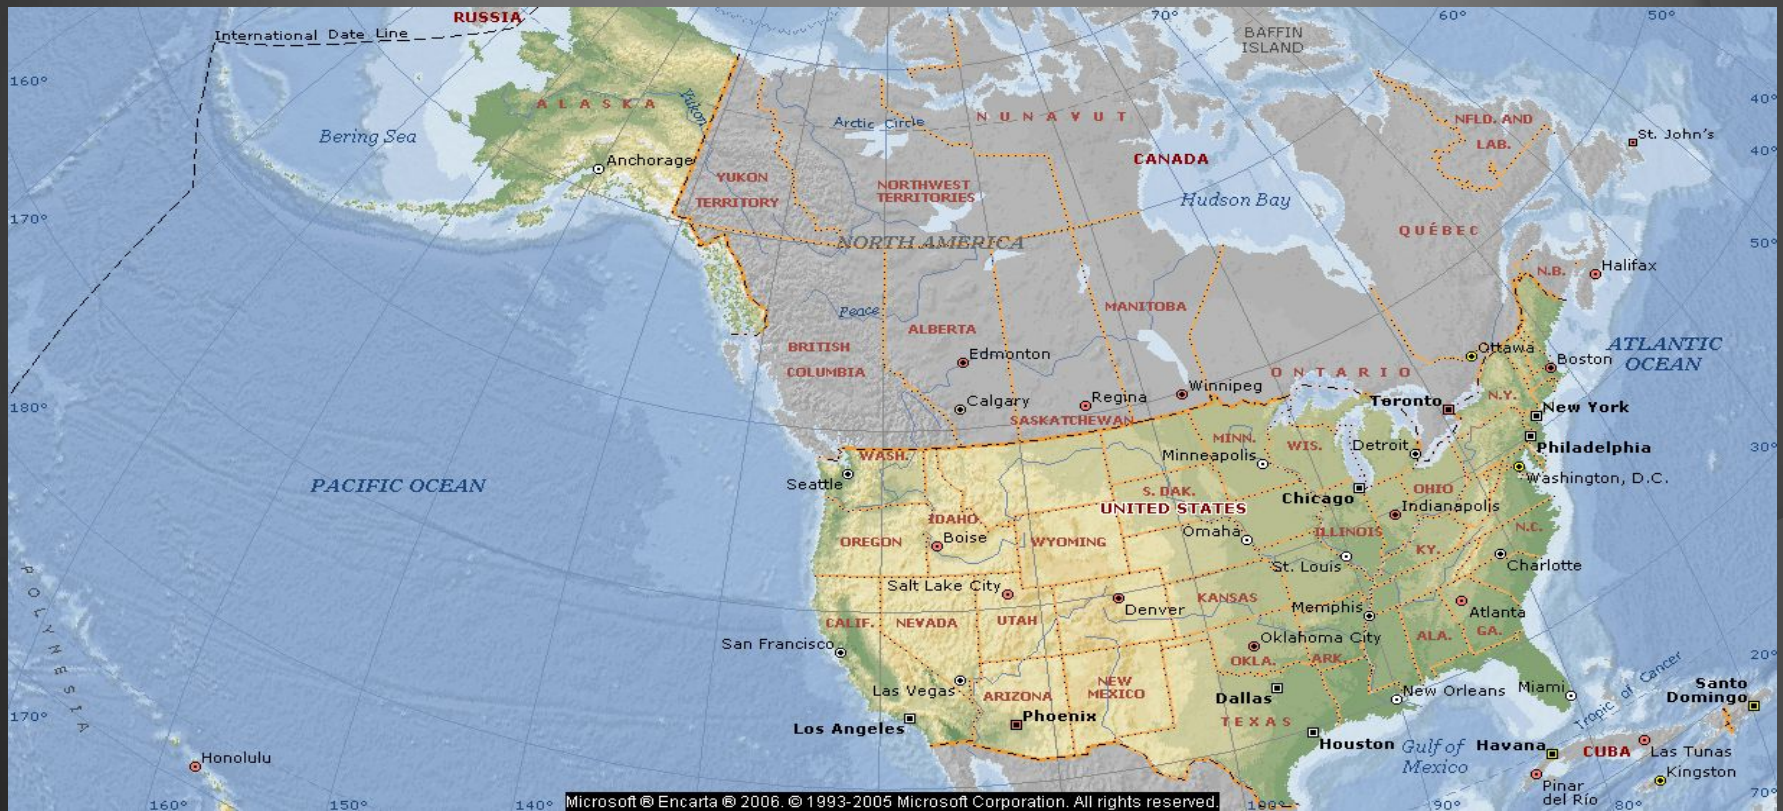 RUSSIA
70°
60°
50°
International Date Line
BAFFIN
ISLAND
160°
ALASKA
Yukon
40°
Arctic Circle
NUNAVUT
NFLD. AND
LAB.
St. John's
Bering Sea
Anchorage
CANADA
40°
YUKON
TERRITORY
NORTHWEST
TERRITORIES
Hudson Bay
170°
NORTH AMERICA
QUÉBEC
50°
N.B.
Halifax
Peace
MANITOBA
ALBERTA
BRITISH
COLUMBIA
Edmonton
Ottawa
ATLANTIC
OCEAN
Boston
ONTARIO
180°
Calgary
Regina
Winnipeg
Toronto
N.Y.
New York
SASKATCHEWAN
WASH.
MINN.
WIS.
Detroit
Philadelphia
30°
Minneapolis
Seattle
PACIFIC OCEAN
S. DAK.
Chicago
OHIO
Washington, D.C.
UNITED STATES
Indianapolis
IDAHO
Boise
OREGON
WYOMING
Omaha
ILLINOIS
N.C.
KY.
St. Louis
Charlotte
POLYNESIA
Salt Lake City
Denver
KANSAS
Memphis
Atlanta
CALIF.
NEVADA
UTAH
San Francisco
Oklahoma City
ALA.
GA.
OKLA.
ARK.
20°
Tropic of Cancer
Las Vegas
ARIZONA
NEW
MEXICO
Dallas
New Orleans
Miami
Santo
Domingo
170°
Los Angeles
Phoenix
TEXAS
Houston
Gulf of
Mexico
Havana
CUBA
Las Tunas
Honolulu
Kingston
Pinar
del Río
160°
150°
140°
Microsoft ® Encarta ® 2006. © 1993-2005 Microsoft Corporation. All rights reserved.
100°
90°
80°
70°